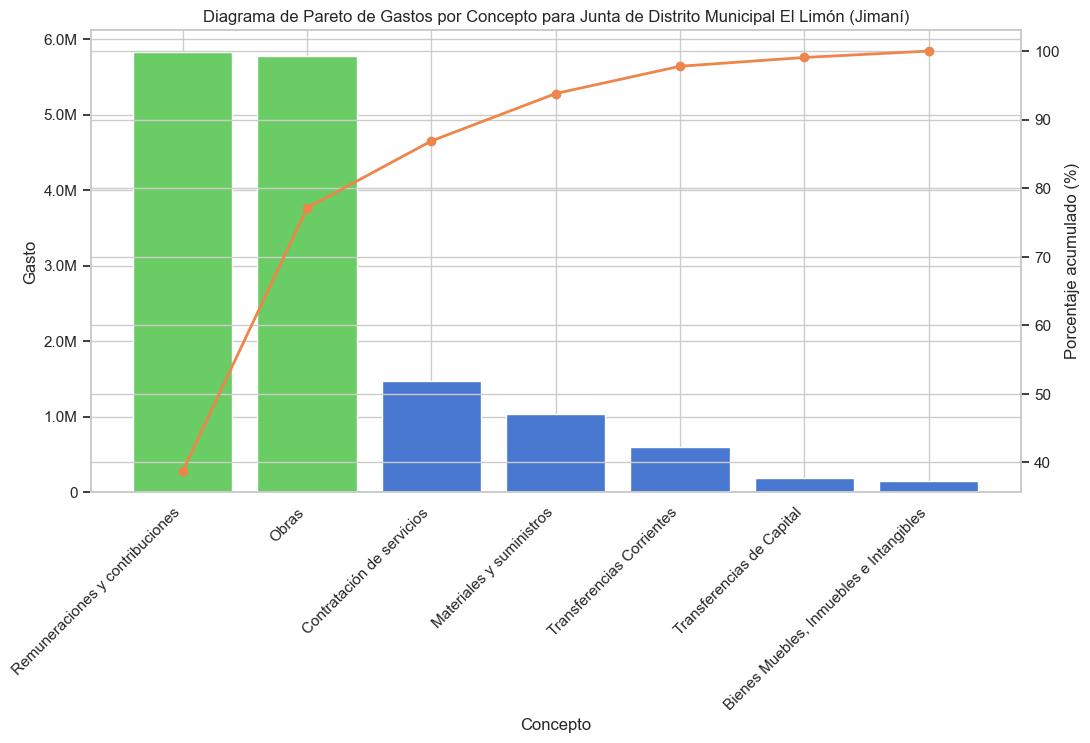 Diagrama de Pareto de Gastos por Concepto para Junta de Distrito Municipal El Limón (Jimaní)
Gasto
6.0M
5.0M
4.0M
3.0M
2.0M
1.0M
0
100
90
80
70
60
50
40
Porcentaje acumulado (%)
Remuneraciones y contribuciones
Obras
Contratación de servicios
Materiales y suministros
Transferencias Corrientes
Transferencias de Capital
Bienes Muebles, Inmuebles e Intangibles
Concepto